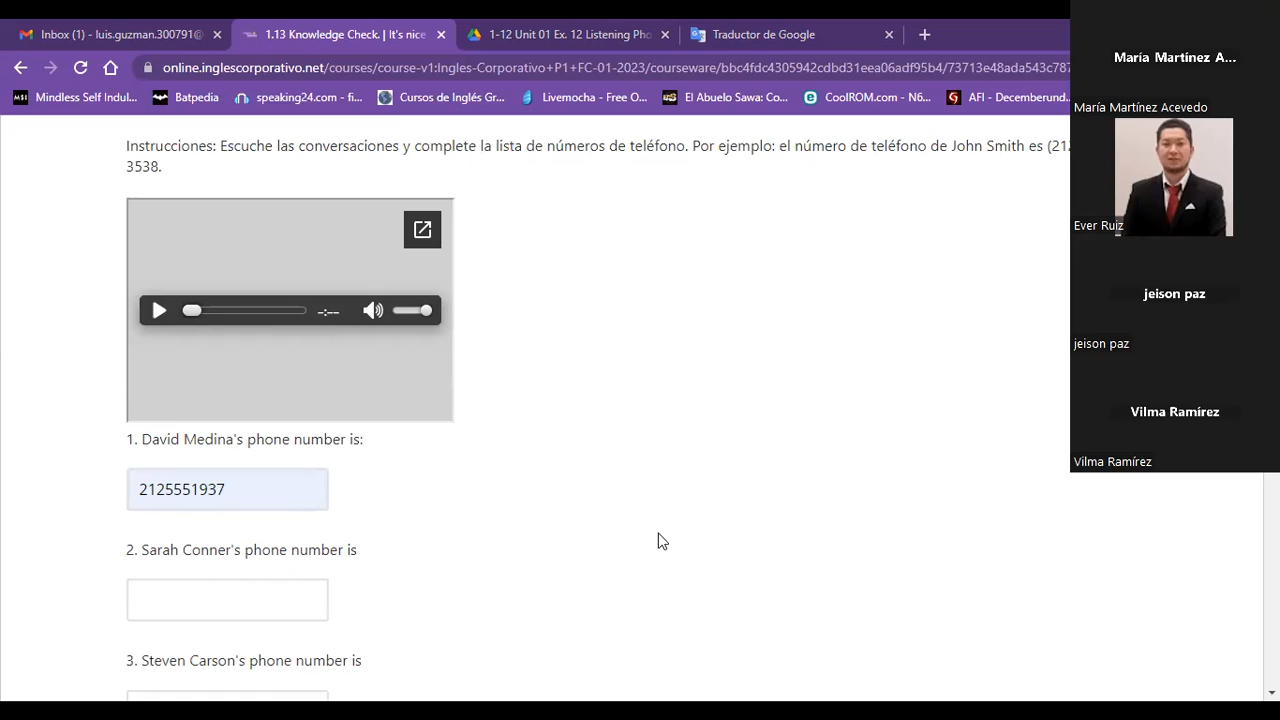 Inbox (1) - luis.guzman.300791@
1.13 Knowledge Check. | It's nice
1-12 Unit 01 Ex. 12 Listening Pho
Traductor de Google
online.inglescorporativo.net/courses/course-v1:Ingles-Corporativo+P1+FC-01-2023/courseware/bbc4fdc4305942cdbd31eea06adf95b4/73713e48ada543c787
Mindless Self Indul...
Batpedia
speaking24.com - fi...
Cursos de Inglés Gr...
Livemocha - Free O...
El Abuelo Sawa: Co...
CoolROM.com - N6...
AFI - Decemberund...
Instrucciones: Escuche las conversaciones y complete la lista de números de teléfono. Por ejemplo: el número de teléfono de John Smith es (212
3538.
-:--
1. David Medina's phone number is:
2125551937
2. Sarah Conner's phone number is
3. Steven Carson's phone number is
María Martínez A...
María Martínez Acevedo
Ever Ruiz
jeison paz
jeison paz
Vilma Ramírez
Vilma Ramírez